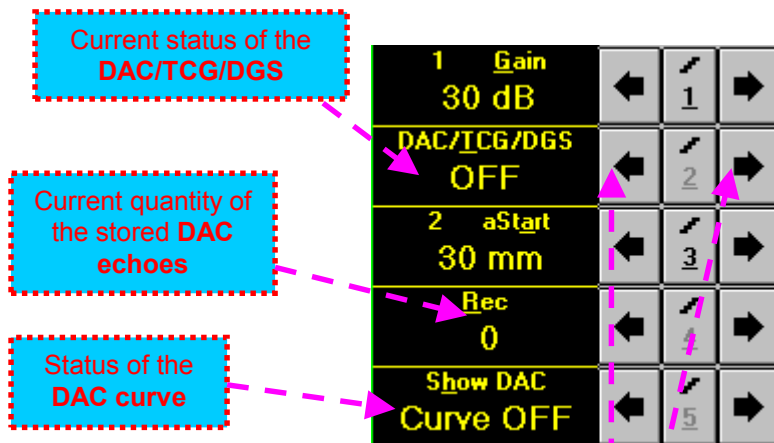 Current status of the
DAC/TCG/DGS
Current quantity of
the stored DAC
echoes
Status of the
DAC curve
1 Gain
30 dB
1
DAC/TCG/DGS
OFF
2
2 aStart
30 mm
3
Rec
0
4
Show DAC
Curve OFF
5